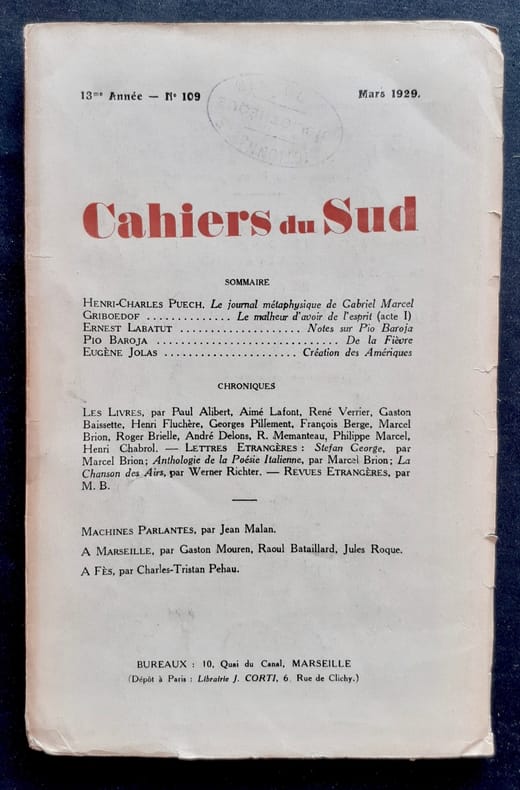 13me Année — No 109
Mars 1929.
Cahiers du Sud
SOMMAIRE
HENRI-CHARLES PUECH. Le journal métaphysique de Gabriel Marcel
GRIBOEDOF .............. Le malheur d'avoir de l'esprit (acte I)
ERNEST LABATUT .................... Notes sur Pio Baroja
PIO BAROJA .............................. De la Fièvre
EUGÈNE JOLAS ...................... Création des Amériques
CHRONIQUES
LES LIVRES, par Paul Alibert, Aimé Lafont, René Verrier, Gaston
Baissette, Henri Fluchère, Georges Pillement, François Berge, Marcel
Brion, Roger Brielle, André Delons, R. Memanteau, Philippe Marcel,
Henri Chabrol. — LETTRES ETRANGÈRES : Stefan George, par
Marcel Brion ; Anthologie de la Poésie Italienne, par Marcel Brion ; La
Chanson des Airs, par Werner Richter. — REVUES ETRANGÈRES, par
M. B.
MACHINES PARLANTES, par Jean Malan.
A MARSEILLE, par Gaston Mouren, Raoul Bataillard, Jules Roque.
A FÈS, par Charles-Tristan Pehau.
BUREAUX : 10, Quai du Canal, MARSEILLE
(Dépôt à Paris : Librairie J. CORTI, 6, Rue de Clichy.)